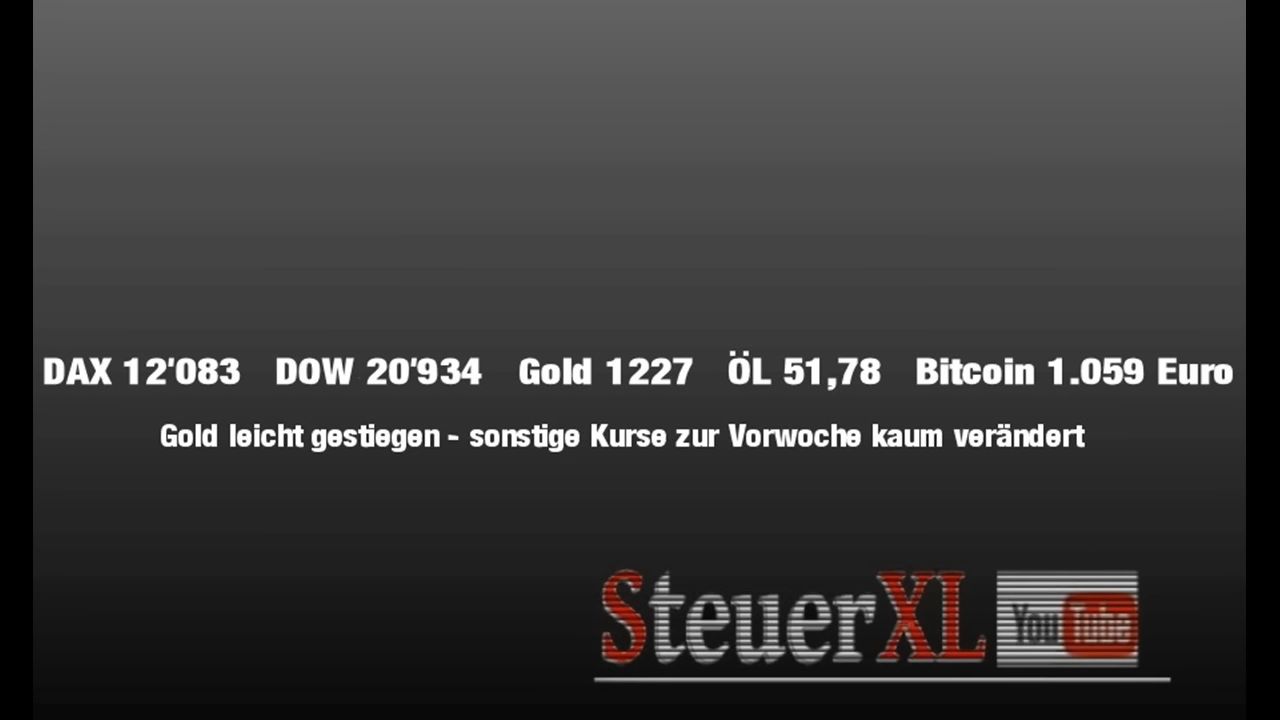 DAX 12'083 DOW 20'934 Gold 1227 ÖL 51,78 Bitcoin 1.059 Euro
Gold leicht gestiegen - sonstige Kurse zur Vorwoche kaum verändert
SteuerXL YouTube